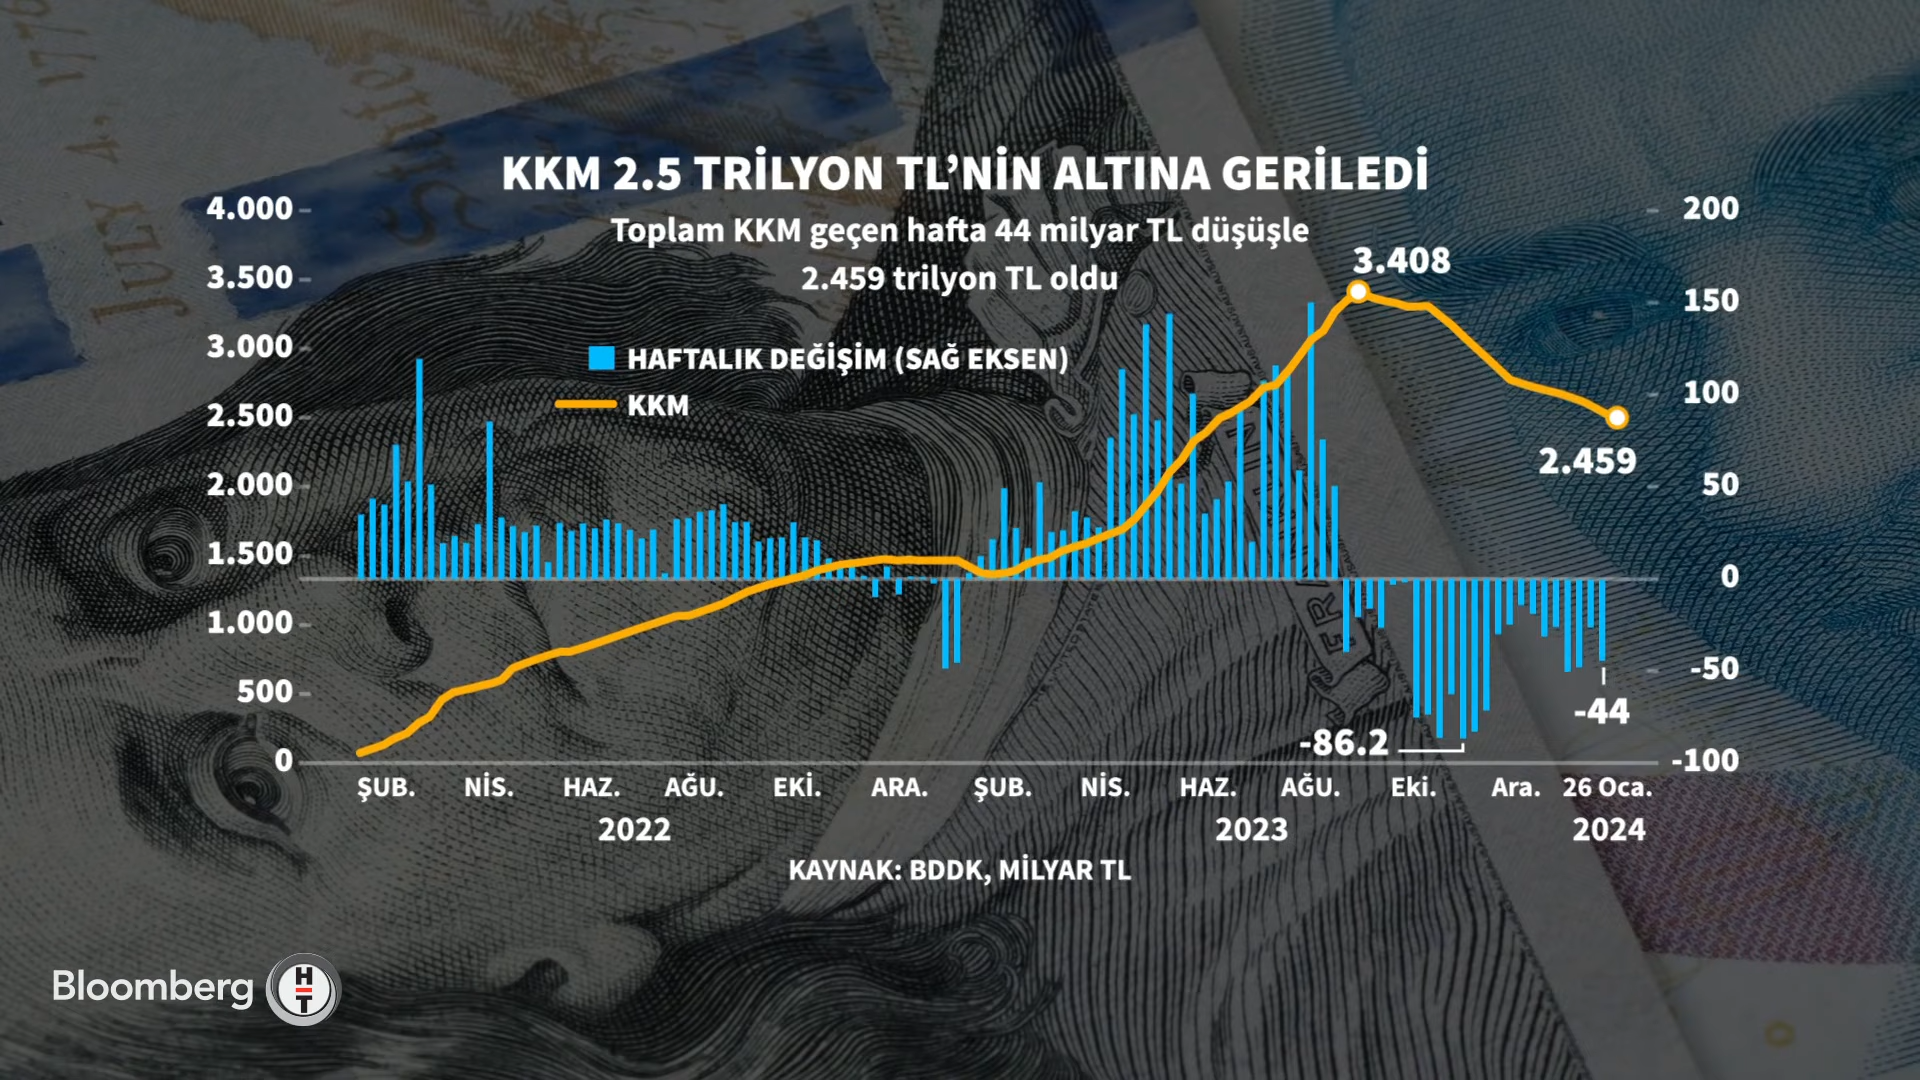 KKM 2.5 TRİLYON TL’NİN ALTINA GERİLEDİ
Toplam KKM geçen hafta 44 milyar TL düşüşle
2.459 trilyon TL oldu
HAFTALIK DEĞİŞİM (SAĞ EKSEN)
KKM
4.000
3.500
3.000
2.500
2.000
1.500
1.000
500
0
200
150
100
50
0
-50
-100
3.408
2.459
-86.2
-44
ŞUB. NİS. HAZ. AĞU. EKİ. ARA. ŞUB. NİS. HAZ. AĞU. Eki. Ara. 26 Oca.
2022 2023 2024
KAYNAK: BDDK, MİLYAR TL
Bloomberg HT
JULY 4, 1776